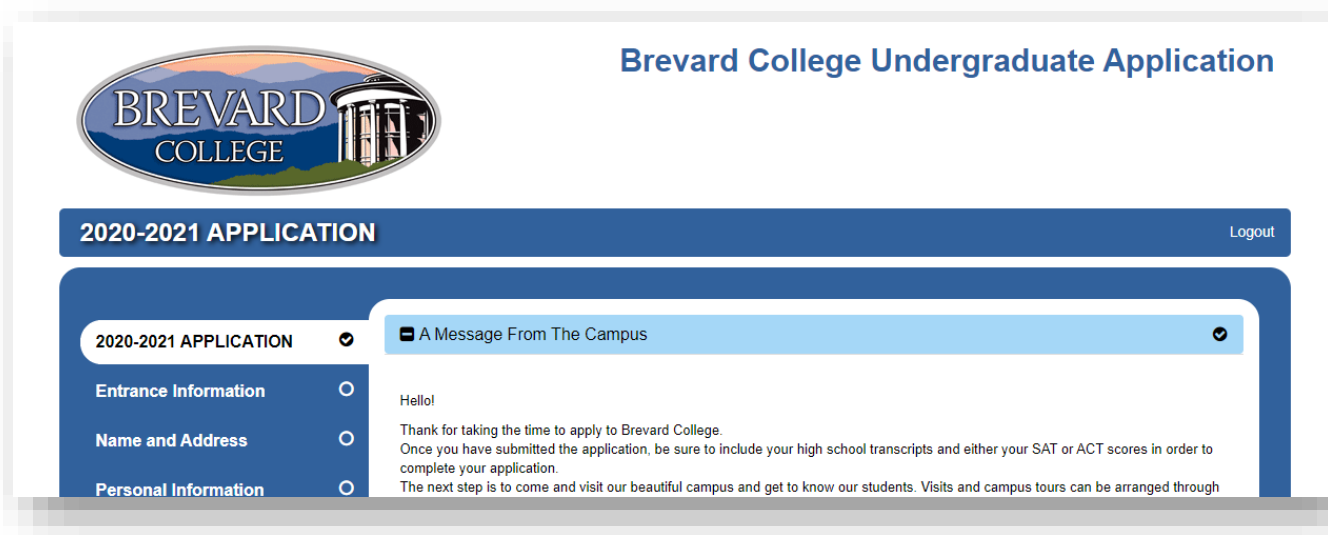 BREVARD
COLLEGE
Brevard College Undergraduate Application
2020-2021 APPLICATION
Logout
2020-2021 APPLICATION
Entrance Information
Name and Address
Personal Information
A Message From The Campus
Hello!
Thank for taking the time to apply to Brevard College.
Once you have submitted the application, be sure to include your high school transcripts and either your SAT or ACT scores in order to
complete your application.
The next step is to come and visit our beautiful campus and get to know our students. Visits and campus tours can be arranged through